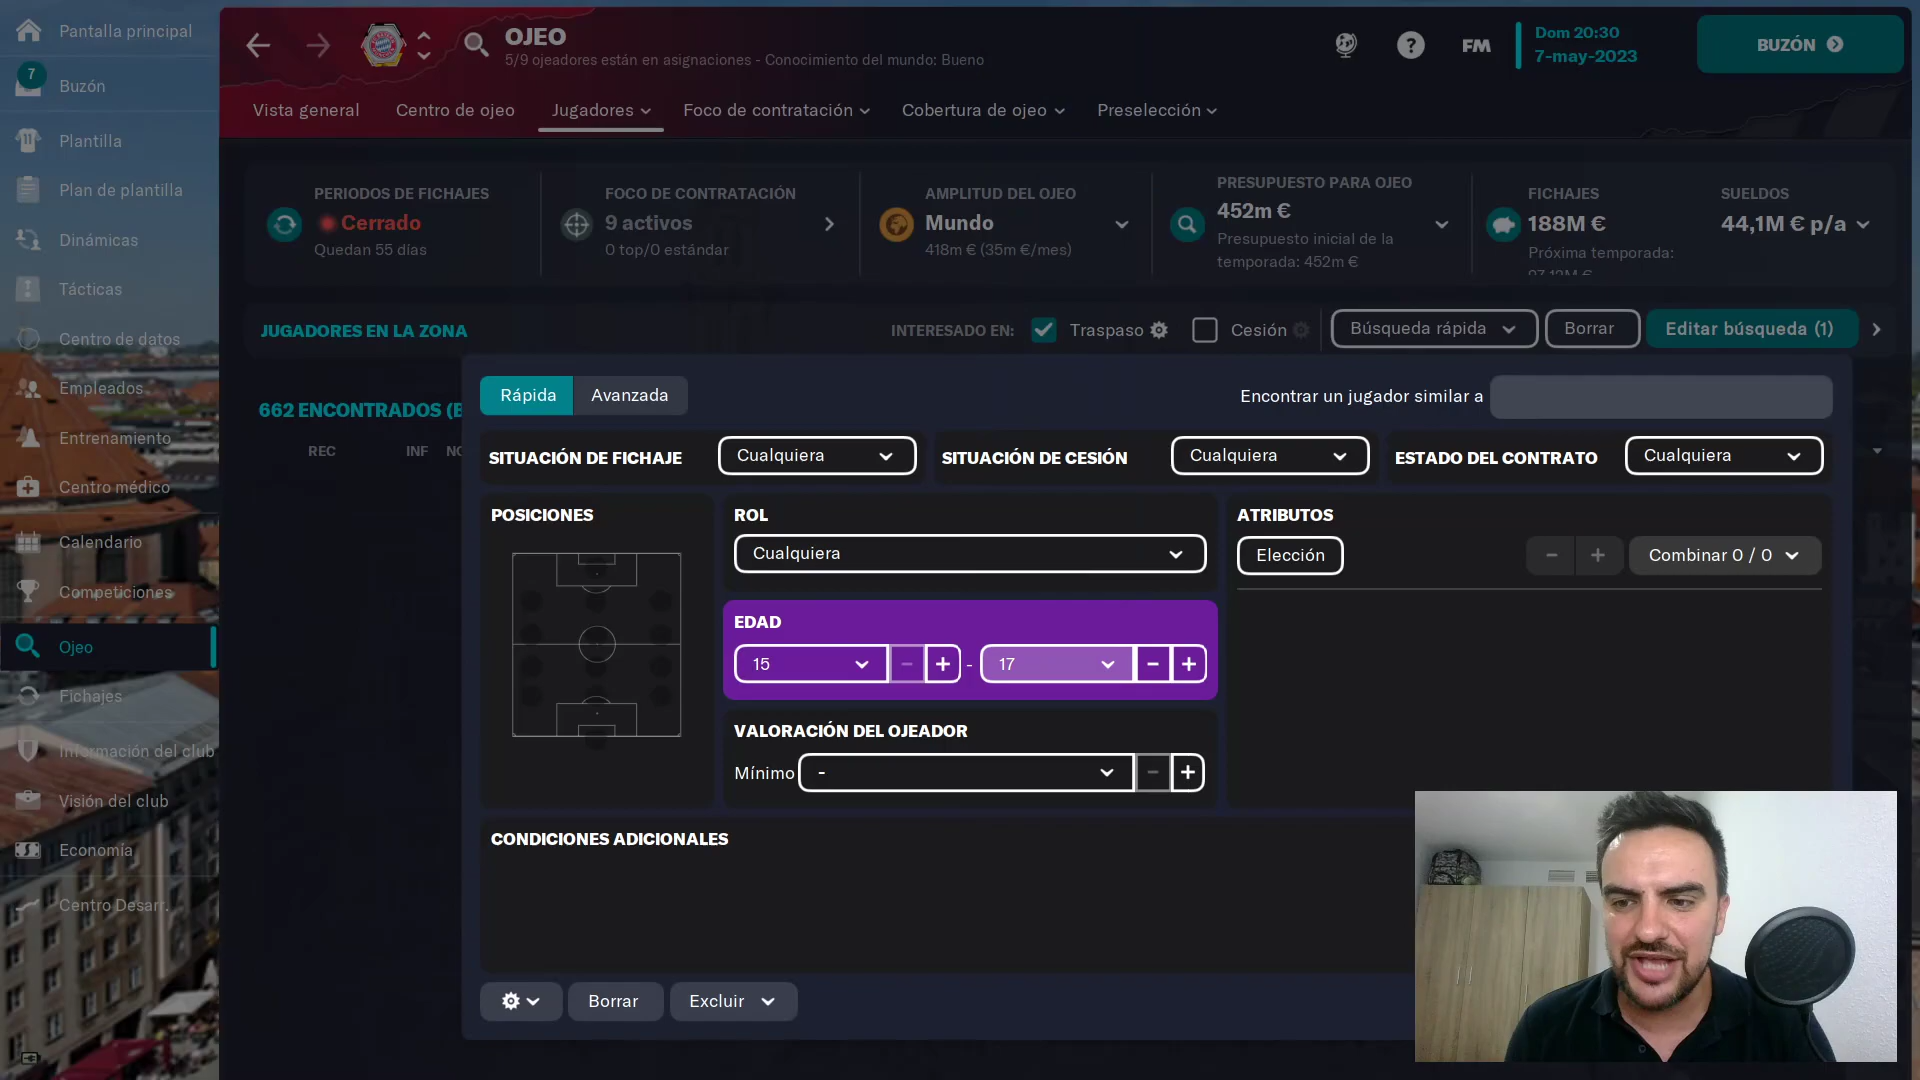 Pantalla principal
7
Buzón
Plantilla
Plan de plantilla
Dinámicas
Tácticas
Centro de datos
Empleados
Entrenamiento
Centro médico
Calendario
Competiciones
Ojeo
Fichajes
Información del club
Visión del club
Economía
Centro Desarr.
OJEO
5/9 ojeadores están en asignaciones - Conocimiento del mundo: Bueno
FM
Dom 20:30
7-may-2023
BUZÓN
Vista general
Centro de ojeo
Jugadores
Foco de contratación
Cobertura de ojeo
Preselección
PERIODOS DE FICHAJES
Cerrado
Quedan 55 días
FOCO DE CONTRATACIÓN
9 activos
0 top/0 estándar
AMPLITUD DEL OJEO
Mundo
418m € (35m €/mes)
PRESUPUESTO PARA OJEO
452m €
Presupuesto inicial de la
temporada: 452m €
FICHAJES
188M €
Próxima temporada:
SUELDOS
44,1M € p/a
JUGADORES EN LA ZONA
INTERESADO EN:
Traspaso
Cesión
Búsqueda rápida
Borrar
Editar búsqueda (1)
662 ENCONTRADOS (
REC
INF
Rápida
Avanzada
Encontrar un jugador similar a
SITUACIÓN DE FICHAJE
Cualquiera
SITUACIÓN DE CESIÓN
Cualquiera
ESTADO DEL CONTRATO
Cualquiera
POSICIONES
ROL
Cualquiera
EDAD
15 - + - 17 - +
VALORACIÓN DEL OJEADOR
Mínimo - - +
ATRIBUTOS
Elección
- + Combinar 0 / 0
CONDICIONES ADICIONALES
Borrar
Excluir